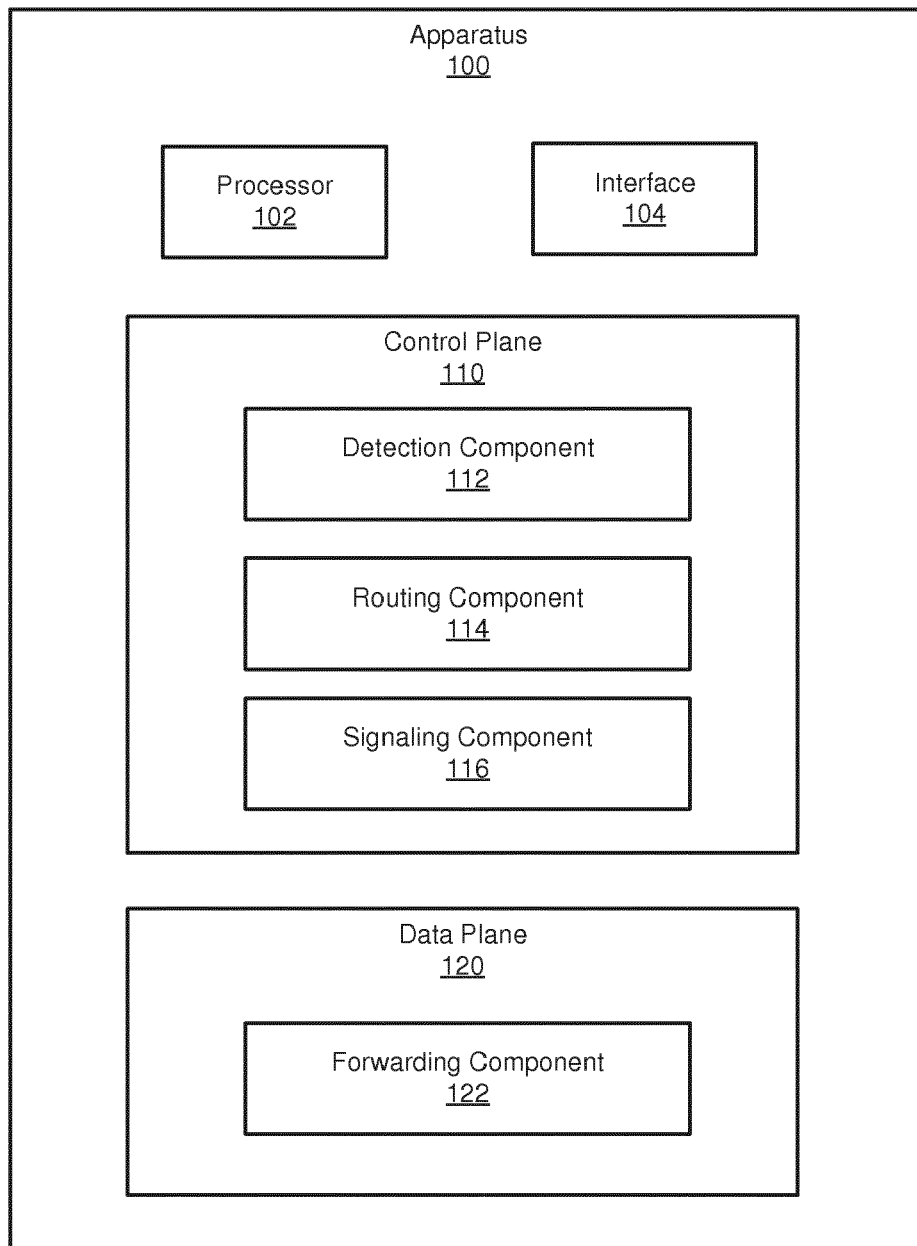 Apparatus
100
Processor
102
Interface
104
Control Plane
110
Detection Component
112
Routing Component
114
Signaling Component
116
Data Plane
120
Forwarding Component
122